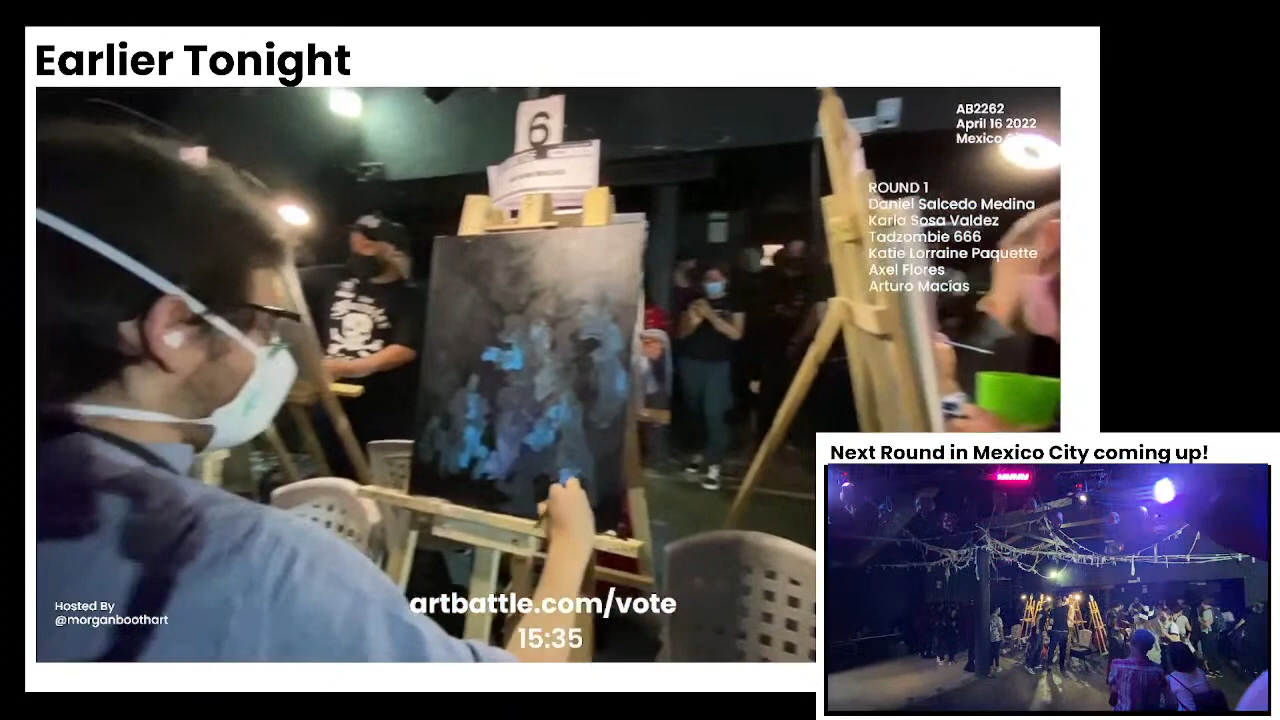 Earlier Tonight
6
AB2262
April 16 2022
Mexico City
ROUND 1
Daniel Salcedo Medina
Karla Sosa Valdez
Tadzombie 666
Katie Lorraine Paquette
Axel Flores
Arturo Macías
Next Round in Mexico City coming up!
Hosted By
@morganboothart
artbattle.com/vote
15:35